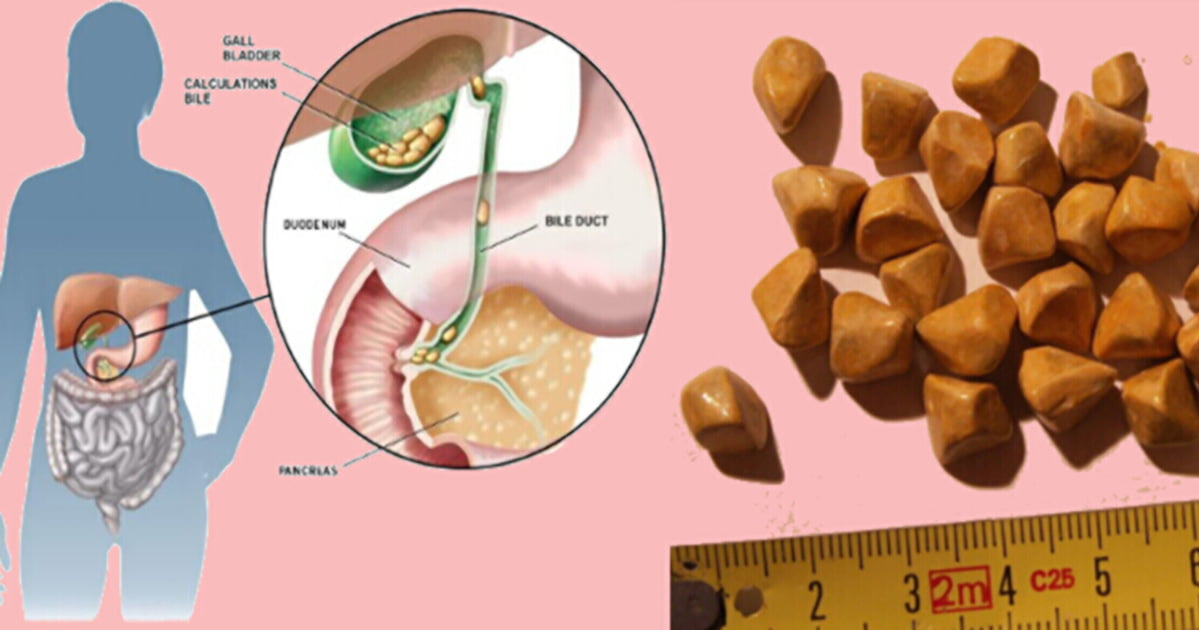 GALL
BLADDER
CALCULATIONS
BILE
DUODENUM
BILE DUCT
PANCREAS
2 3 2m 4 C25 5 6